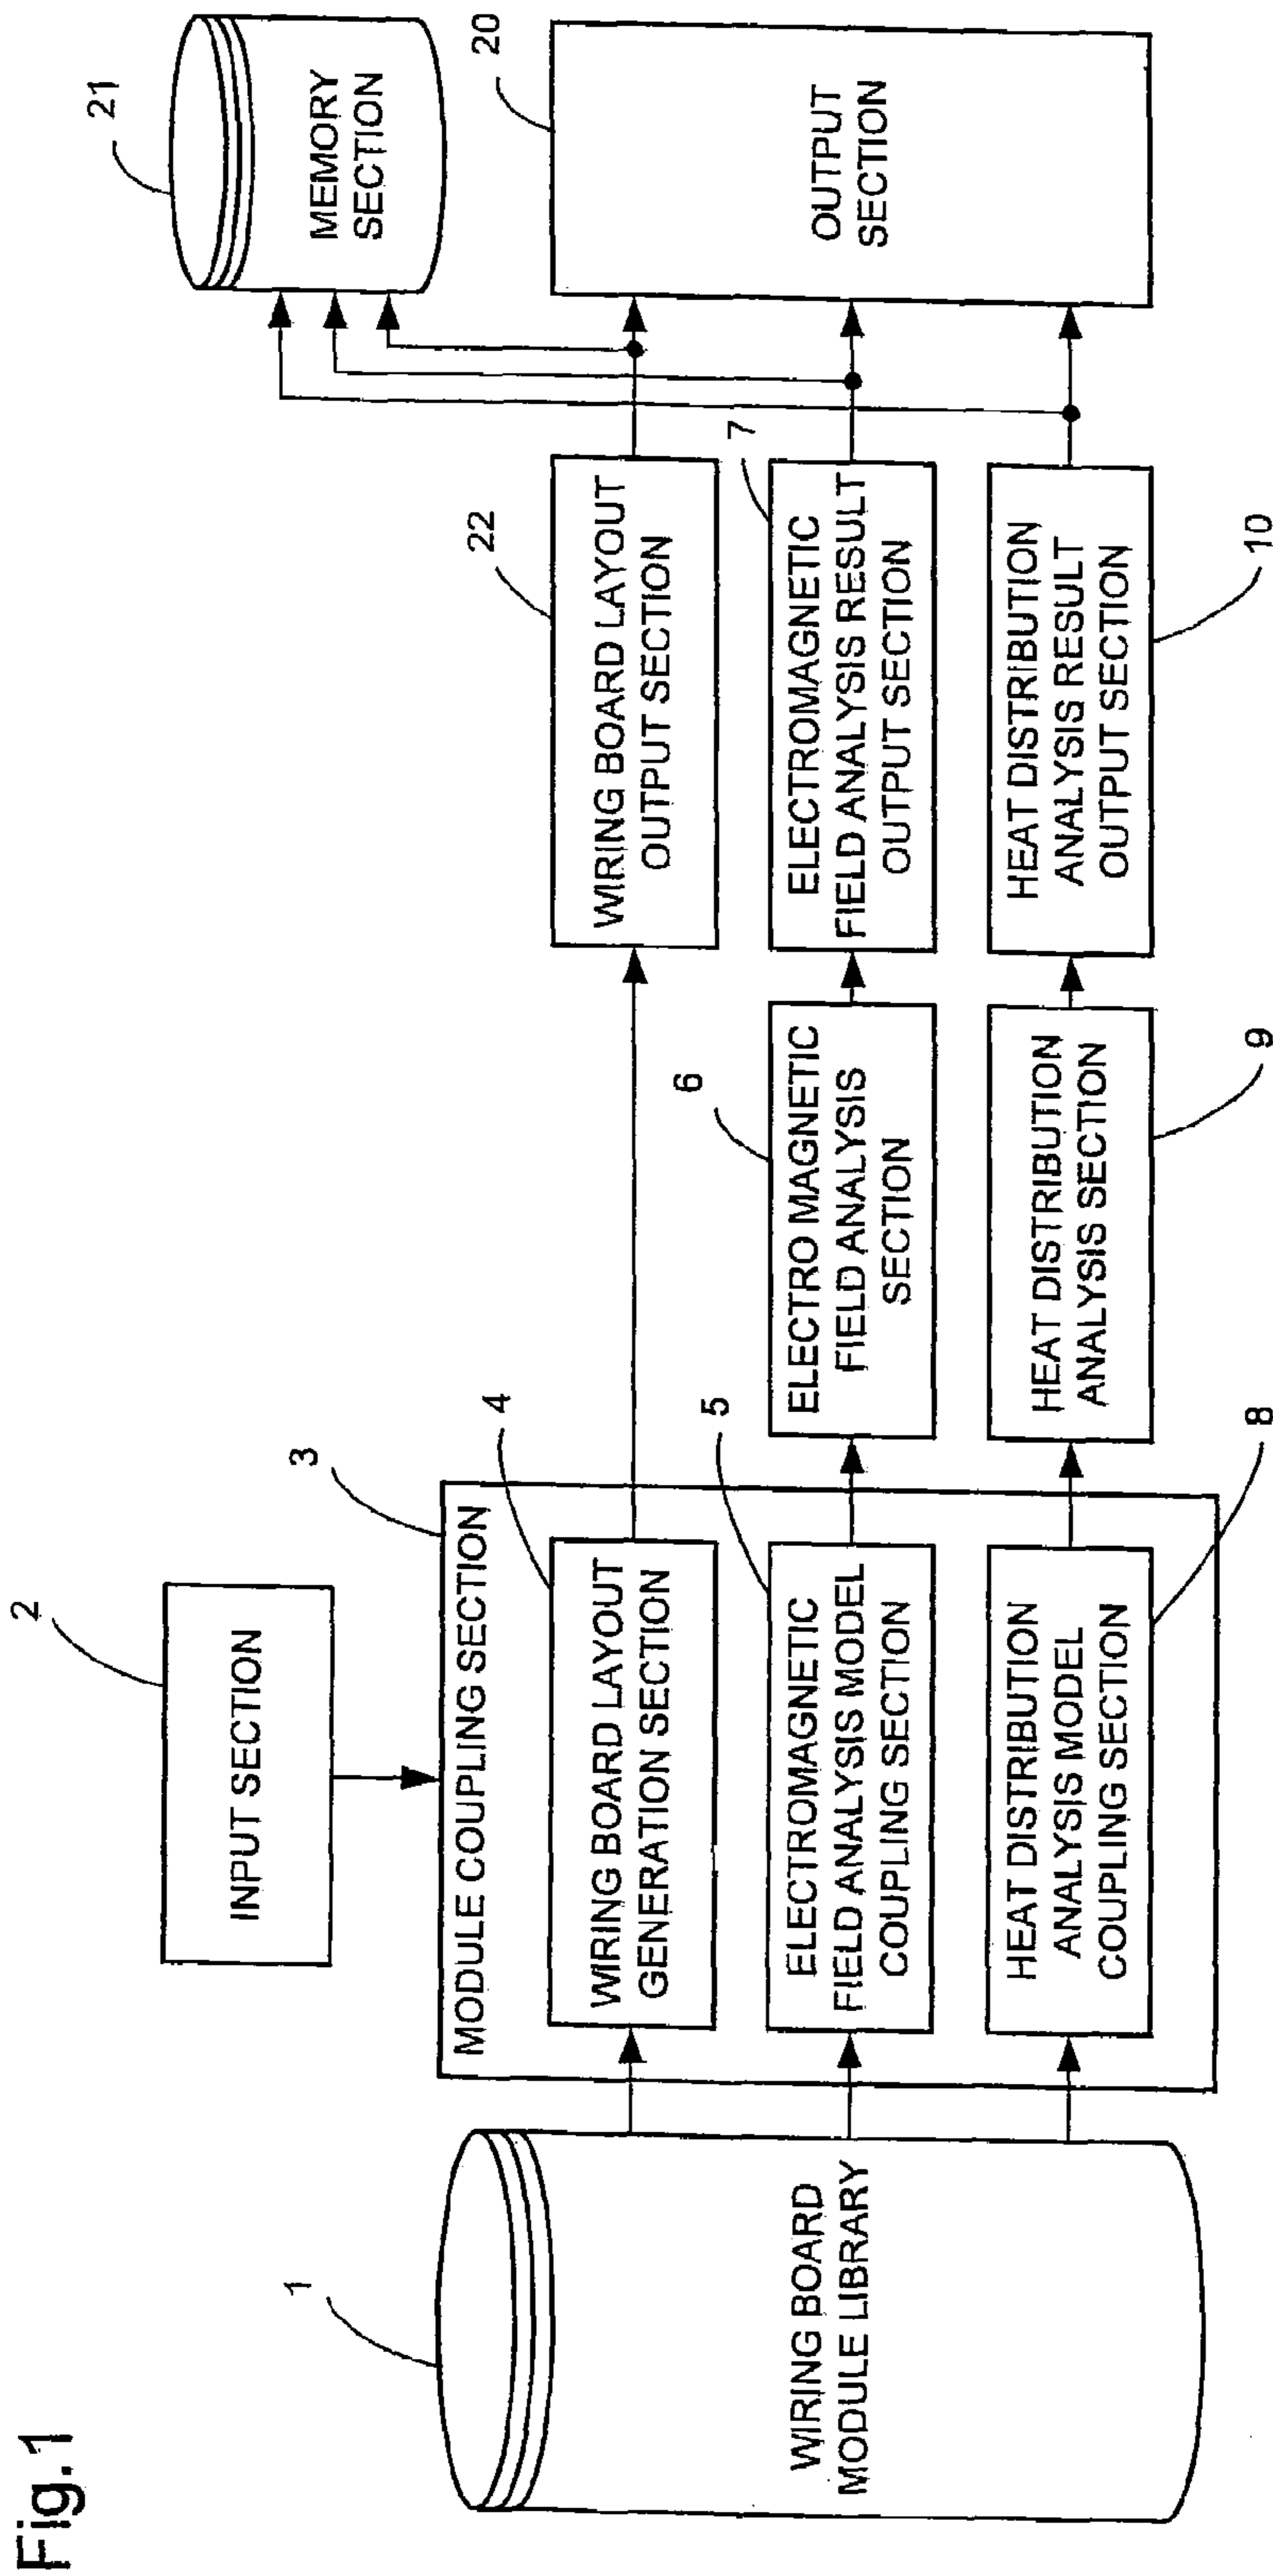 Fig.1
1
WIRING BOARD
MODULE LIBRARY
2
INPUT SECTION
3
MODULE COUPLING SECTION
4
WIRING BOARD LAYOUT
GENERATION SECTION
5
ELECTROMAGNETIC
FIELD ANALYSIS MODEL
COUPLING SECTION
8
HEAT DISTRIBUTION
ANALYSIS MODEL
COUPLING SECTION
6
ELECTRO MAGNETIC
FIELD ANALYSIS
SECTION
9
HEAT DISTRIBUTION
ANALYSIS SECTION
22
WIRING BOARD LAYOUT
OUTPUT SECTION
7
ELECTROMAGNETIC
FIELD ANALYSIS RESULT
OUTPUT SECTION
10
HEAT DISTRIBUTION
ANALYSIS RESULT
OUTPUT SECTION
21
MEMORY
SECTION
20
OUTPUT
SECTION